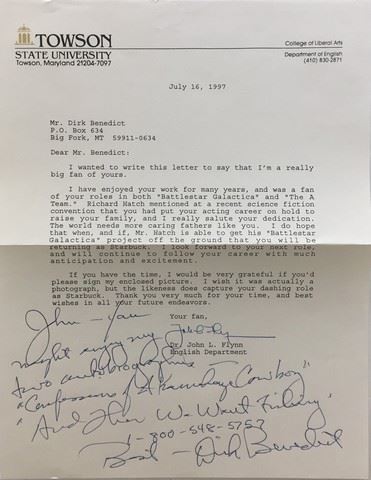 TOWSON
STATE UNIVERSITY
Towson, Maryland 21204-7097
College of Liberal Arts
Department of English
(410) 830-2871
July 16, 1997
Mr. Dirk Benedict
P.O. Box 634
Big Fork, MT 59911-0634
Dear Mr. Benedict:
I wanted to write this letter to say that I'm a really
big fan of yours.
I have enjoyed your work for many years, and was a fan
of your roles in both "Battlestar Galactica" and "The A
Team." Richard Hatch mentioned at a recent science fiction
convention that you had put your acting career on hold to
raise your family, and I really salute your dedication.
The world needs more caring fathers like you. I do hope
that when, and if, Mr. Hatch is able to get his "Battlestar
Galactica" project off the ground that you will be
returning as Starbuck. I look forward to your next role,
and will continue to follow your career with much
anticipation and excitement.
If you have the time, I would be very grateful if you'd
please sign my enclosed picture. I wish it was actually a
photograph, but the likeness does capture your dashing role
as Starbuck. Thank you very much for your time, and best
wishes in all your future endeavors.
Your fan,
Dr. John L. Flynn
English Department
John - you
might enjoy my
two autobiographies
"Confessions of A Kamikaze Cowboy"
"And Then We Went Fishing"
1-800-548-5757
Best - Dirk Benedict